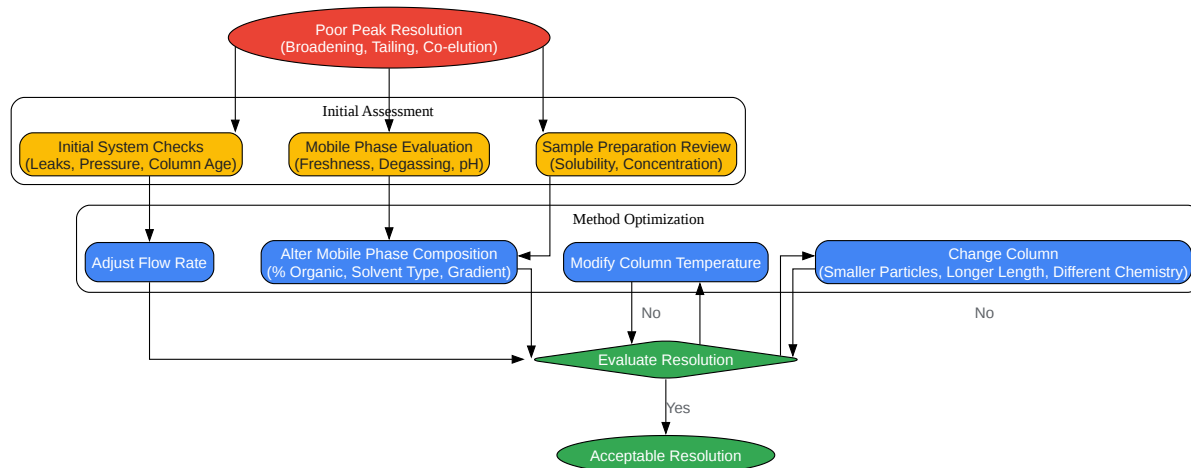 Poor Peak Resolution
(Broadening, Tailing, Co-elution)
Initial Assessment
Initial System Checks
(Leaks, Pressure, Column Age)
Mobile Phase Evaluation
(Freshness, Degassing, pH)
Sample Preparation Review
(Solubility, Concentration)
Method Optimization
Adjust Flow Rate
Alter Mobile Phase Composition
(% Organic, Solvent Type, Gradient)
Modify Column Temperature
Change Column
(Smaller Particles, Longer Length, Different Chemistry)
No
No
Evaluate Resolution
Yes
Acceptable Resolution